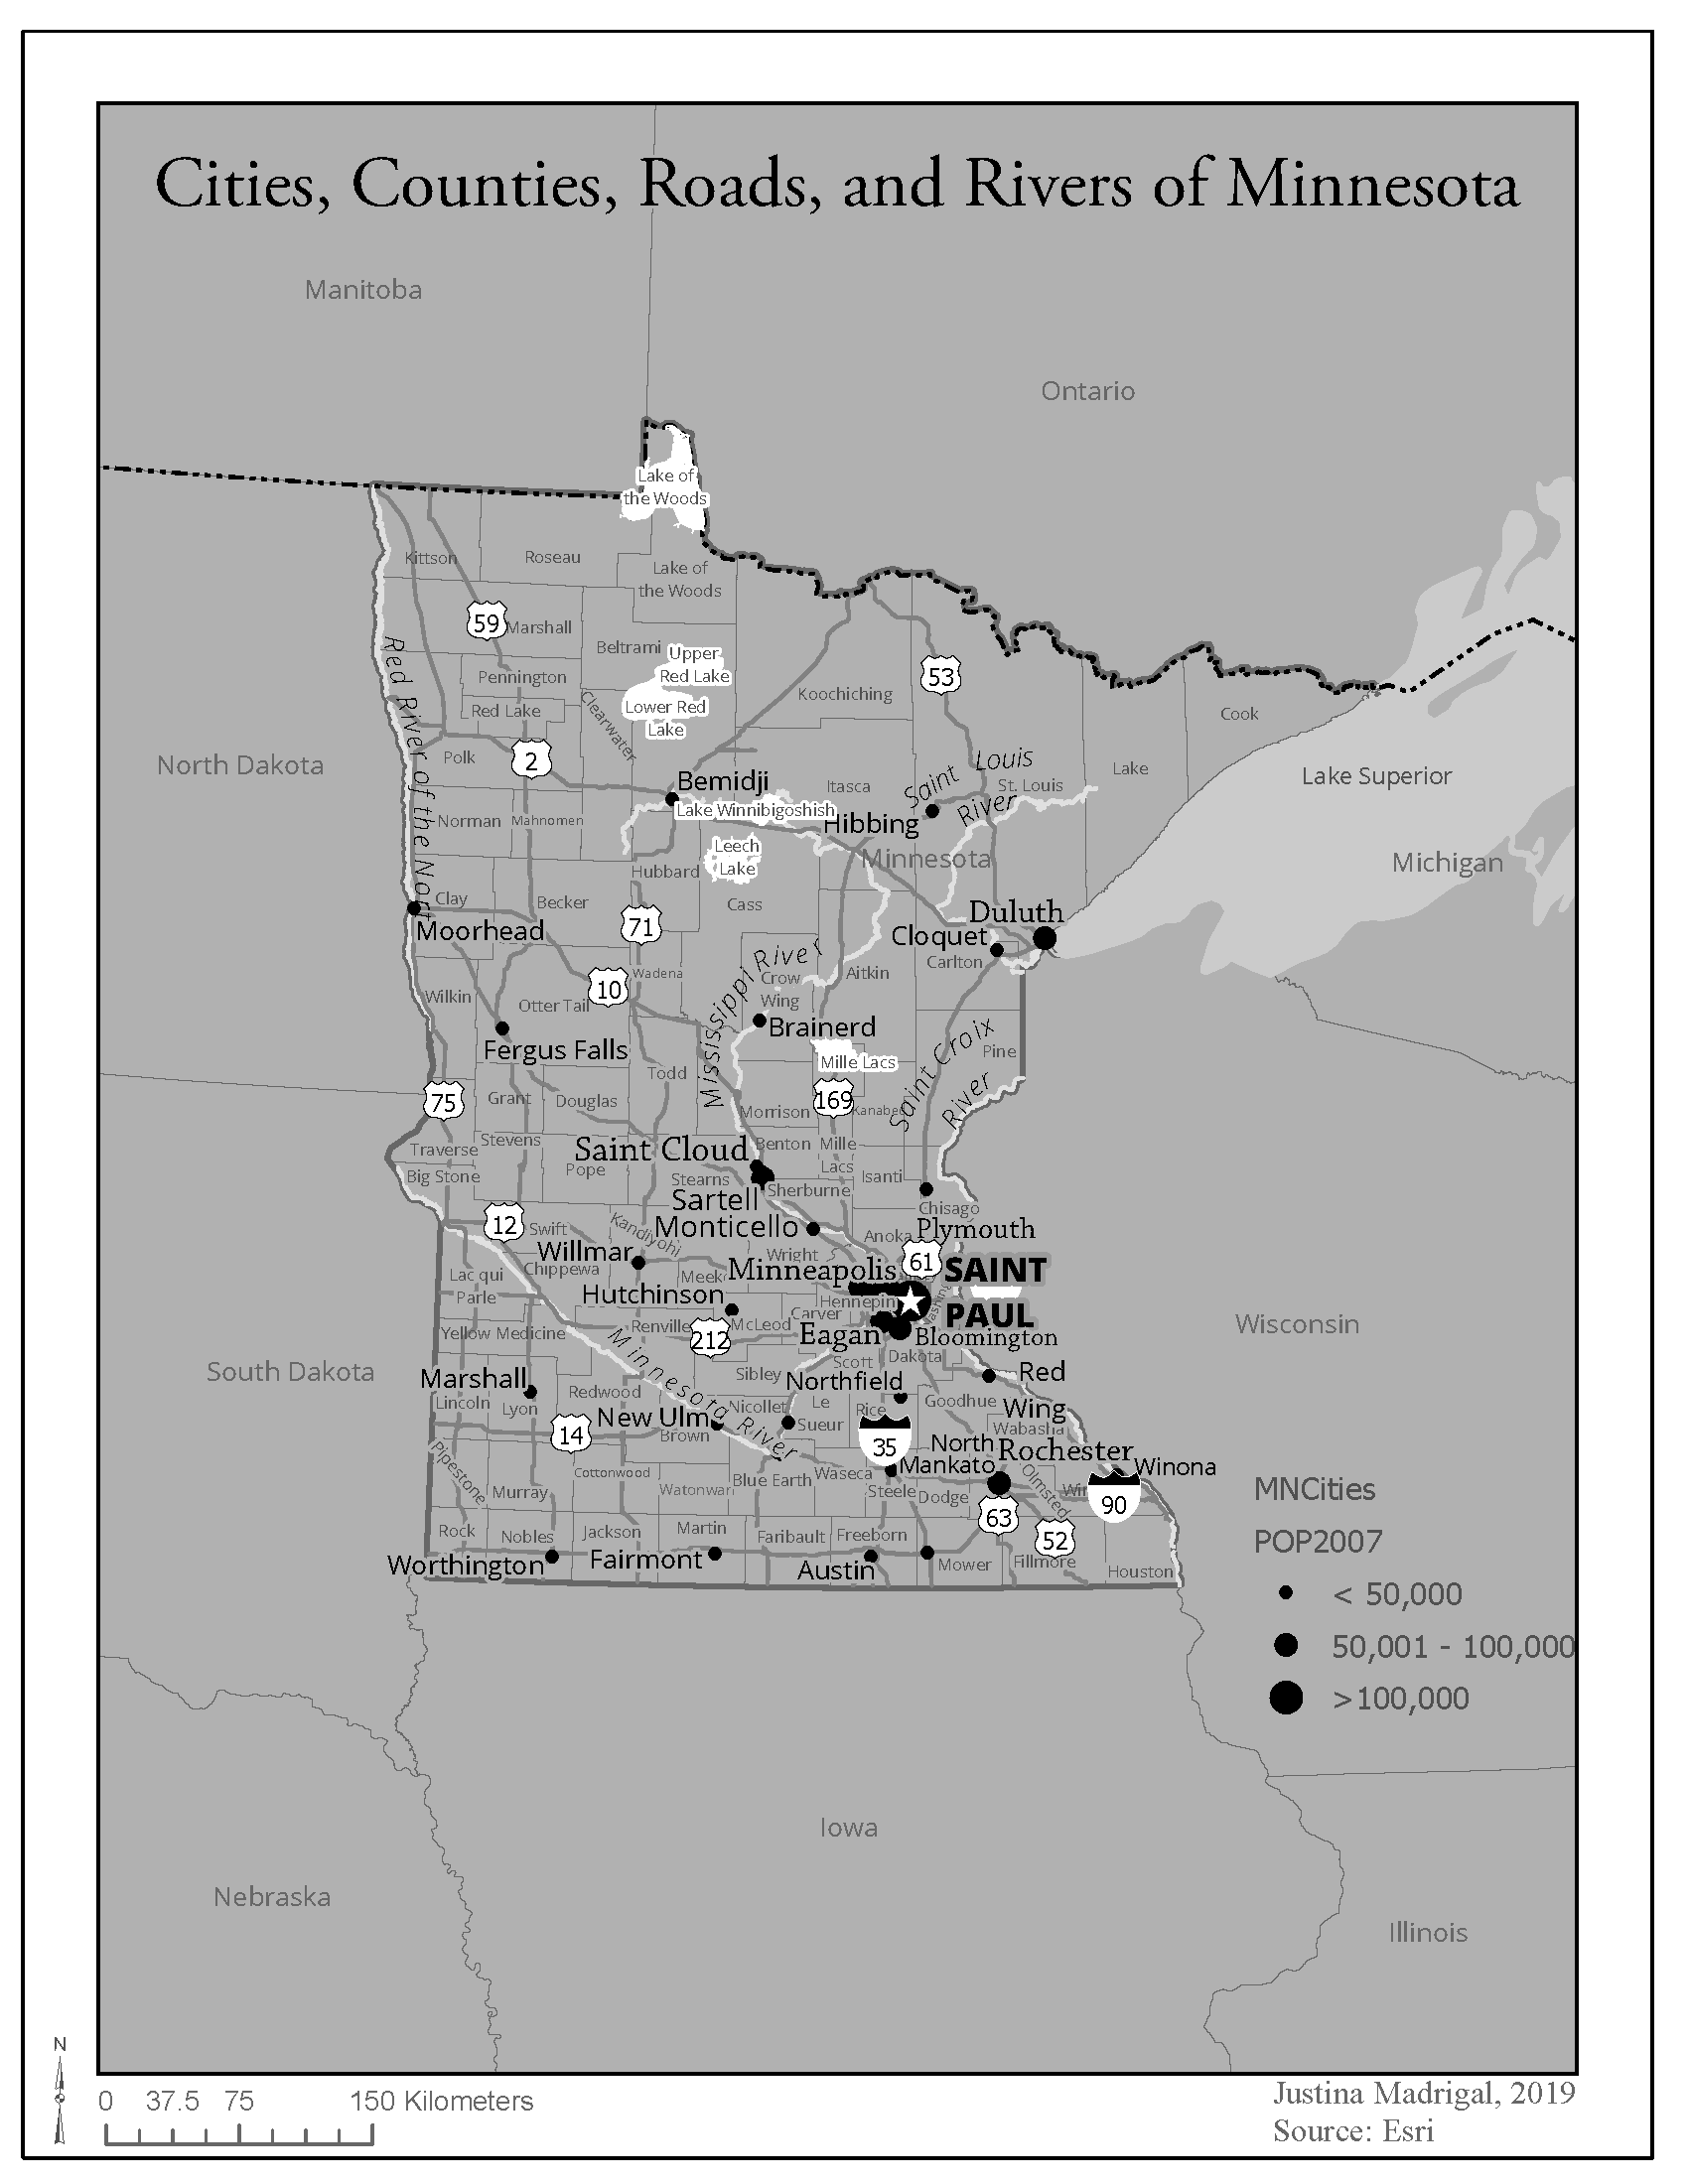 Cities, Counties, Roads, and Rivers of Minnesota
Manitoba
Ontario
Lake of
the Woods
Kittson
Roseau
Lake of
the Woods
59
Marshall
Beltrami
Upper
Red Lake
53
Pennington
Koochiching
Red Lake
Clearwater
Lower Red
Lake
Cook
Red River of the Nort
North Dakota
Polk
2
Saint Louis
River
Lake
Lake Superior
Bemidji
Itasca
St. Louis
Lake Winnibigoshish
Hibbing
Norman
Mahnomen
Leech
Lake
Minnesota
Michigan
Hubbard
Clay
Becker
Cass
Duluth
Moorhead
71
Cloquet
Carlton
Mississippi River
Wadena
Crow
Wing
Aitkin
Wilkin
10
Otter Tail
Brainerd
Saint Croix
River
Pine
Fergus Falls
Mille Lacs
Todd
75
Grant
Douglas
169
Morrison
Kanabec
Stevens
Traverse
Saint Cloud
Benton
Mille
Lacs
Big Stone
Pope
Stearns
Sherburne
Isanti
Sartell
Chisago
12
Swift
Kandiyohi
Monticello
Anoka
Plymouth
Willmar
Wright
61
Lac qui
Parle
Chippewa
Meek
Minneapolis
SAINT
PAUL
Hutchinson
Hennepin
Washin
Carver
Yellow Medicine
Renville
212
McLeod
Eagan
Bloomington
Wisconsin
Minnesota River
Scott
Dakota
South Dakota
Marshall
Sibley
Red
Wing
Redwood
Northfield
Lincoln
Lyon
Nicollet
Le
Sueur
Rice
Goodhue
14
New Ulm
Brown
35
Wabasha
North
Mankato
Rochester
Winona
Pipestone
Cottonwood
Blue Earth
Waseca
Olmsted
Murray
Watonwan
Steele
Dodge
Win
90
63
52
Rock
Nobles
Jackson
Martin
Faribault
Freeborn
Worthington
Fairmont
Austin
Mower
Fillmore
Houston
MNCities
POP2007
< 50,000
50,001 - 100,000
>100,000
Iowa
Nebraska
Illinois
N
0 37.5 75 150 Kilometers
Justina Madrigal, 2019
Source: Esri